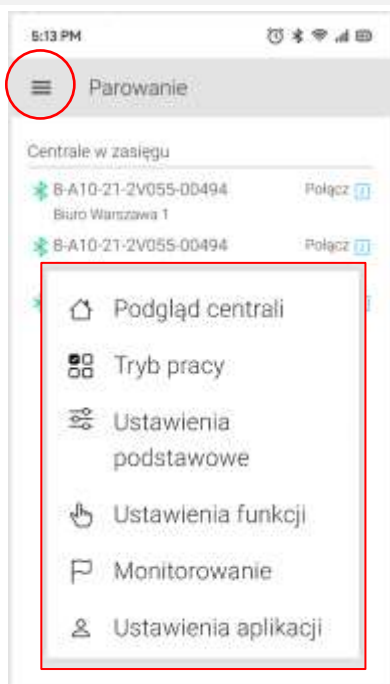 5:13 PM
Parowanie
Centrale w zasięgu
8-A10-21-2V055-00494 Połącz
Biuro Warszawa 1
8-A10-21-2V055-00494 Połącz
Podgląd centrali
Tryb pracy
Ustawienia
podstawowe
Ustawienia funkcji
Monitorowanie
Ustawienia aplikacji